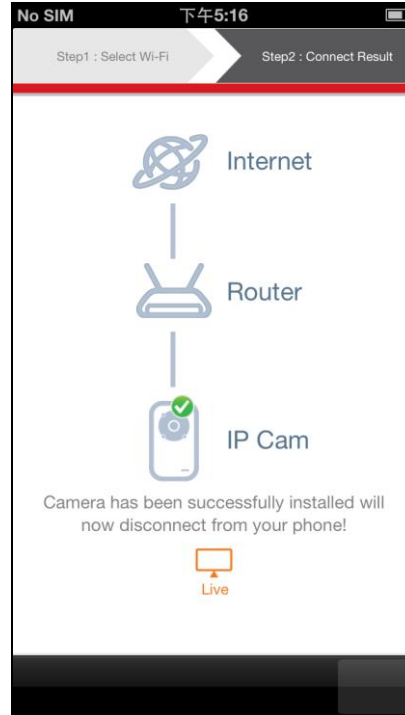 No SIM 下午5:16
Step1 : Select Wi-Fi Step2 : Connect Result
Internet
Router
IP Cam
Camera has been successfully installed will
now disconnect from your phone!
Live